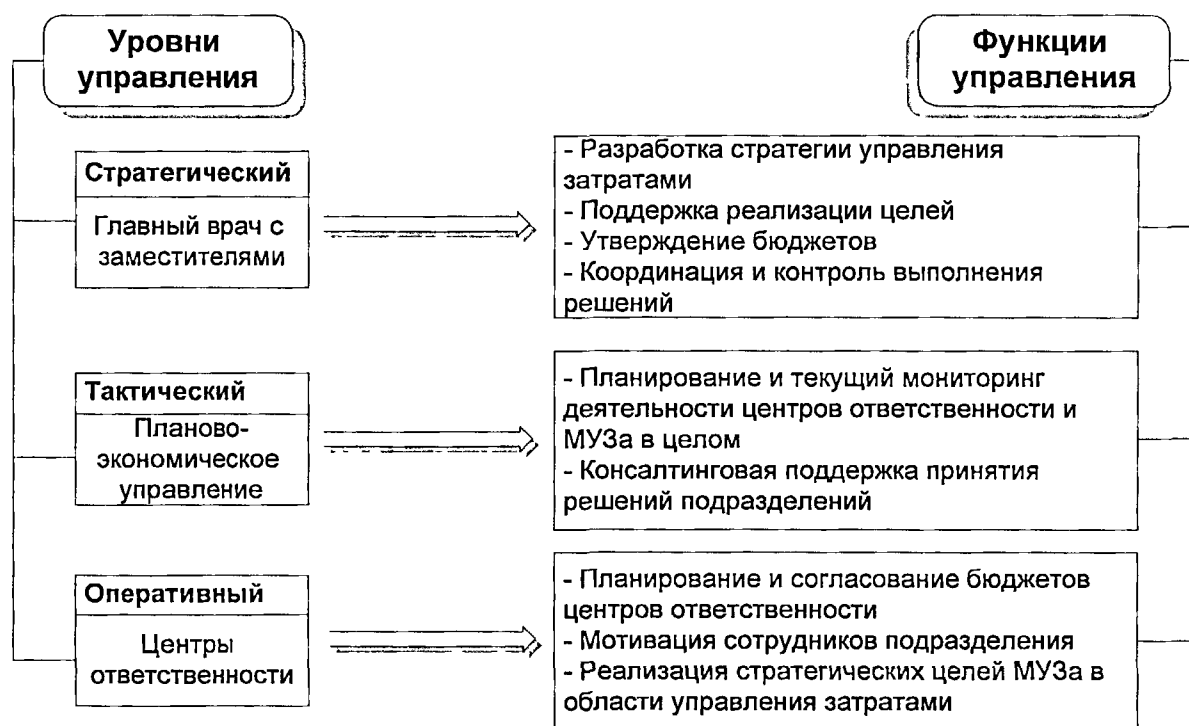 Уровни
управления
Функции
управления
Стратегический
Главный врач с
заместителями
- Разработка стратегии управления
затратами
- Поддержка реализации целей
- Утверждение бюджетов
- Координация и контроль выполнения
решений
Тактический
Планово-
экономическое
управление
- Планирование и текущий мониторинг
деятельности центров ответственности и
МУЗа в целом
- Консалтинговая поддержка принятия
решений подразделений
Оперативный
Центры
ответственности
- Планирование и согласование бюджетов
центров ответственности
- Мотивация сотрудников подразделения
- Реализация стратегических целей МУЗа в
области управления затратами